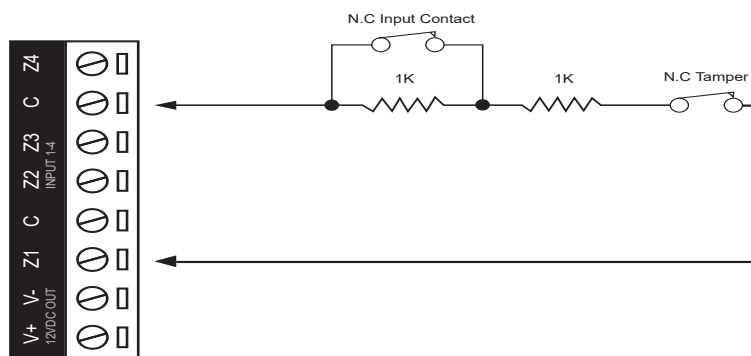 N.C Input Contact
1K
1K
N.C Tamper
Z4
C
Z3
Z2
INPUT 1-4
C
Z1
V-
V+
12VDC OUT